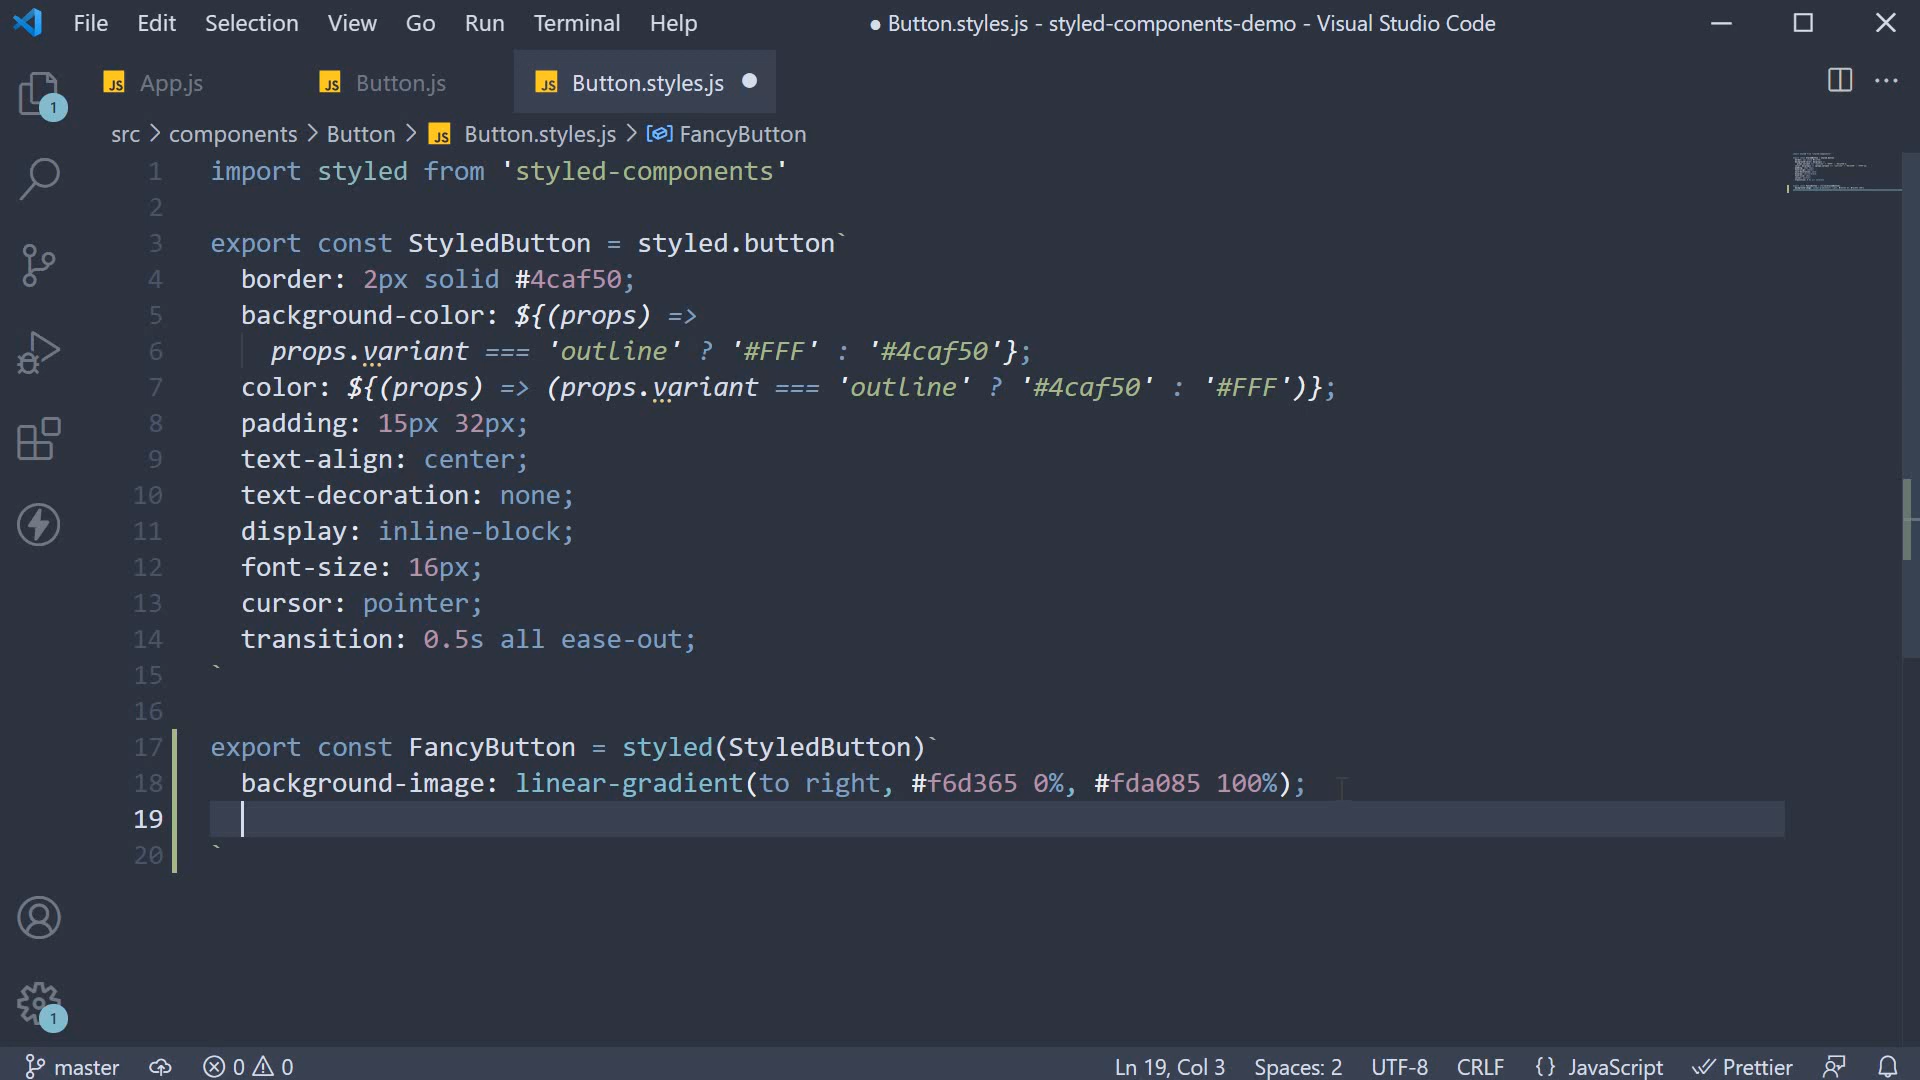 File Edit Selection View Go Run Terminal Help ● Button.styles.js - styled-components-demo - Visual Studio Code
JS App.js JS Button.js JS Button.styles.js ●
1
src > components > Button > JS Button.styles.js > FancyButton
1 import styled from 'styled-components'
2
3 export const StyledButton = styled.button`
4 border: 2px solid #4caf50;
5 background-color: ${(props) =>
6 props.variant === 'outline' ? '#FFF' : '#4caf50'};
7 color: ${(props) => (props.variant === 'outline' ? '#4caf50' : '#FFF')};
8 padding: 15px 32px;
9 text-align: center;
10 text-decoration: none;
11 display: inline-block;
12 font-size: 16px;
13 cursor: pointer;
14 transition: 0.5s all ease-out;
15 `
16
17 export const FancyButton = styled(StyledButton)`
18 background-image: linear-gradient(to right, #f6d365 0%, #fda085 100%);
19
20 `
1
master 0 0 Ln 19, Col 3 Spaces: 2 UTF-8 CRLF {} JavaScript Prettier